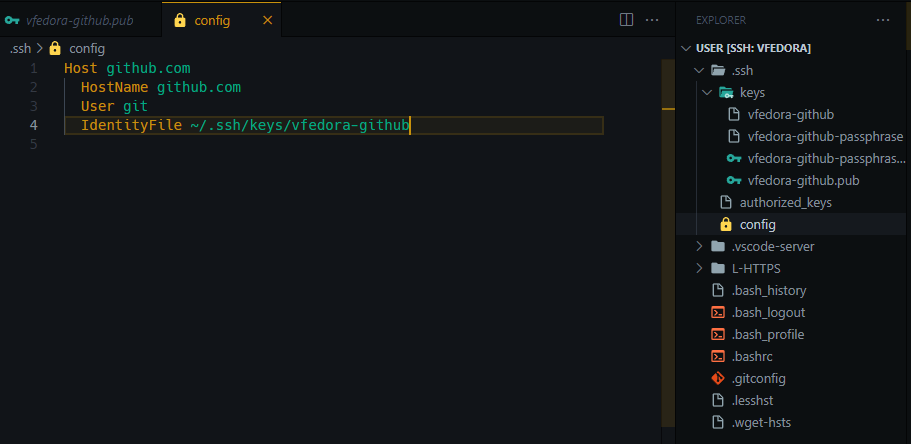 vfedora-github.pub
config
.ssh > config
1 Host github.com
2 HostName github.com
3 User git
4 IdentityFile ~/.ssh/keys/vfedora-github
5
EXPLORER
USER [SSH: VFEDORA]
.ssh
keys
vfedora-github
vfedora-github-passphrase
vfedora-github-passphras...
vfedora-github.pub
authorized_keys
config
.vscode-server
L-HTTPS
.bash_history
.bash_logout
.bash_profile
.bashrc
.gitconfig
.lesshst
.wget-hsts